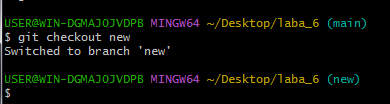 USER@WIN-DGMAJOJVDPB MINGW64 ~/Desktop/laba_6 (main)
$ git checkout new
Switched to branch 'new'
USER@WIN-DGMAJOJVDPB MINGW64 ~/Desktop/laba_6 (new)
$